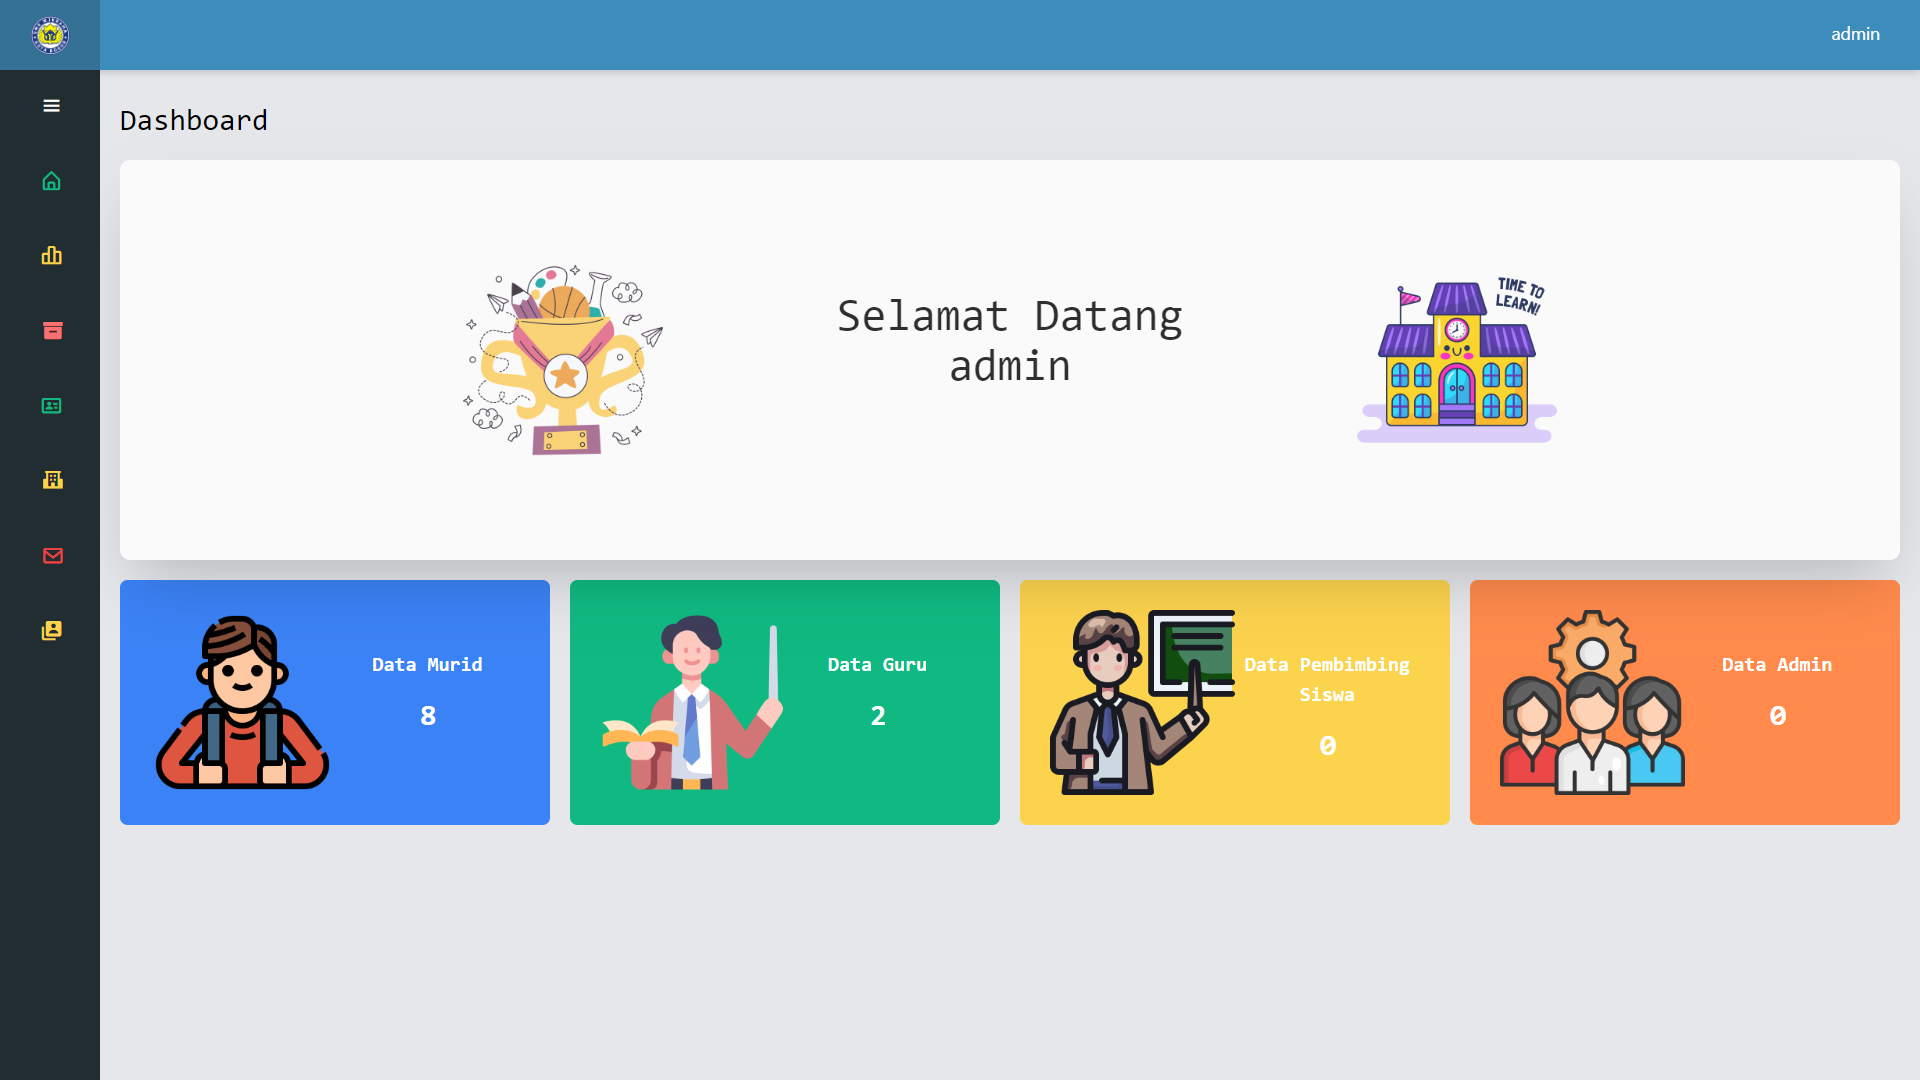 admin
Dashboard
TIME TO
LEARN!
Selamat Datang
admin
Data Murid
8
Data Guru
2
Data Pembimbing
Siswa
0
Data Admin
0